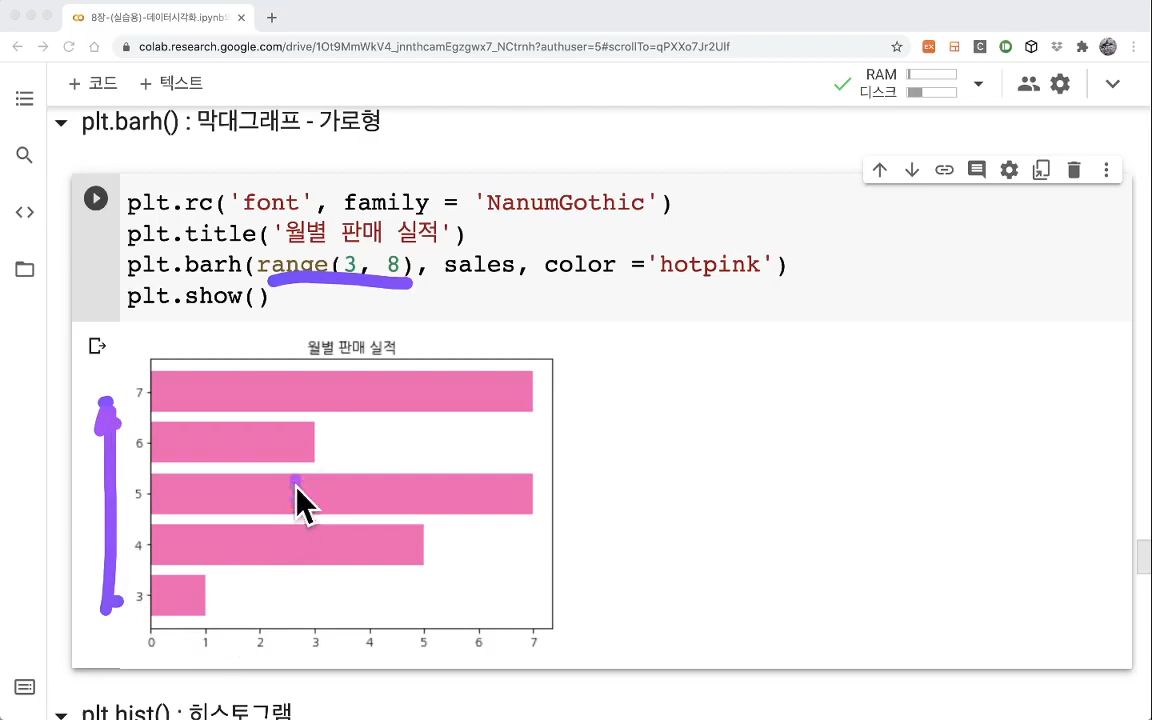 8장-(실습용)-데이터시각화.ipynb
colab.research.google.com/drive/1Ot9MmWkV4_jnnthcamEgzgwx7_NCtrnh?authuser=5#scrollTo=qPXXo7Jr2UIf
+ 코드 + 텍스트
RAM
디스크
plt.barh() : 막대그래프 - 가로형
plt.rc('font', family = 'NanumGothic')
plt.title('월별 판매 실적')
plt.barh(range(3, 8), sales, color ='hotpink')
plt.show()
월별 판매 실적
7
6
5
4
3
0 1 2 3 4 5 6 7
plt.hist() : 히스토그램